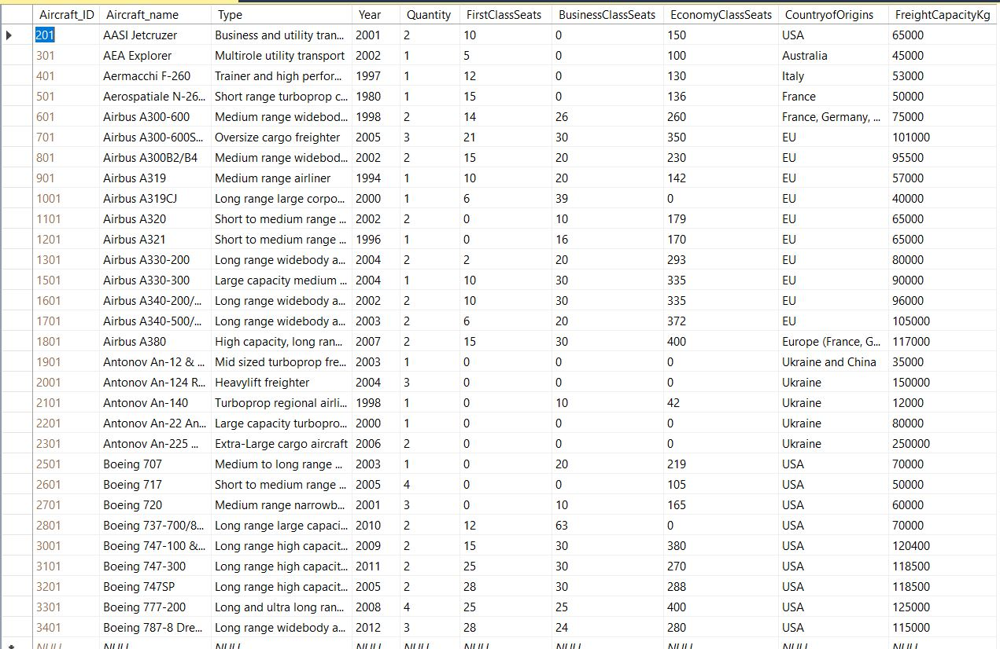 Aircraft_ID Aircraft_name Type Year Quantity FirstClassSeats BusinessClassSeats EconomyClassSeats CountryofOrigins FreightCapacityKg
201 AASI Jetcruzer Business and utility tran... 2001 2 10 0 150 USA 65000
301 AEA Explorer Multirole utility transport 2002 1 5 0 100 Australia 45000
401 Aermacchi F-260 Trainer and high perfor... 1997 1 12 0 130 Italy 53000
501 Aerospatiale N-26... Short range turboprop c... 1980 1 15 0 136 France 50000
601 Airbus A300-600 Medium range widebod... 1998 2 14 26 260 France, Germany, ... 75000
701 Airbus A300-600S... Oversize cargo freighter 2005 3 21 30 350 EU 101000
801 Airbus A300B2/B4 Medium range widebod... 2002 2 15 20 230 EU 95500
901 Airbus A319 Medium range airliner 1994 1 10 20 142 EU 57000
1001 Airbus A319CJ Long range large corpo... 2000 1 6 39 0 EU 40000
1101 Airbus A320 Short to medium range ... 2002 2 0 10 179 EU 65000
1201 Airbus A321 Short to medium range ... 1996 1 0 16 170 EU 65000
1301 Airbus A330-200 Long range widebody a... 2004 2 2 20 293 EU 80000
1501 Airbus A330-300 Large capacity medium ... 2004 1 10 30 335 EU 90000
1601 Airbus A340-200/... Long range widebody a... 2002 2 10 30 335 EU 96000
1701 Airbus A340-500/... Long range widebody a... 2003 2 6 20 372 EU 105000
1801 Airbus A380 High capacity, long ran... 2007 2 15 30 400 Europe (France, G... 117000
1901 Antonov An-12 & ... Mid sized turboprop fre... 2003 1 0 0 0 Ukraine and China 35000
2001 Antonov An-124 R... Heavylift freighter 2004 3 0 0 0 Ukraine 150000
2101 Antonov An-140 Turboprop regional airli... 1998 1 0 10 42 Ukraine 12000
2201 Antonov An-22 An... Large capacity turbopro... 2000 1 0 0 0 Ukraine 80000
2301 Antonov An-225 ... Extra-Large cargo aircraft 2006 2 0 0 0 Ukraine 250000
2501 Boeing 707 Medium to long range ... 2003 1 0 20 219 USA 70000
2601 Boeing 717 Short to medium range ... 2005 4 0 0 105 USA 50000
2701 Boeing 720 Medium range narrowb... 2001 3 0 10 165 USA 60000
2801 Boeing 737-700/8... Long range large capaci... 2010 2 12 63 0 USA 70000
3001 Boeing 747-100 &... Long range high capacit... 2009 2 15 30 380 USA 120400
3101 Boeing 747-300 Long range high capacit... 2011 2 25 30 270 USA 118500
3201 Boeing 747SP Long range high capacit... 2005 2 28 30 288 USA 118500
3301 Boeing 777-200 Long and ultra long ran... 2008 4 25 25 400 USA 125000
3401 Boeing 787-8 Dre... Long range widebody a... 2012 3 28 24 280 USA 115000
NULL NULL NULL NULL NULL NULL NULL NULL NULL NULL